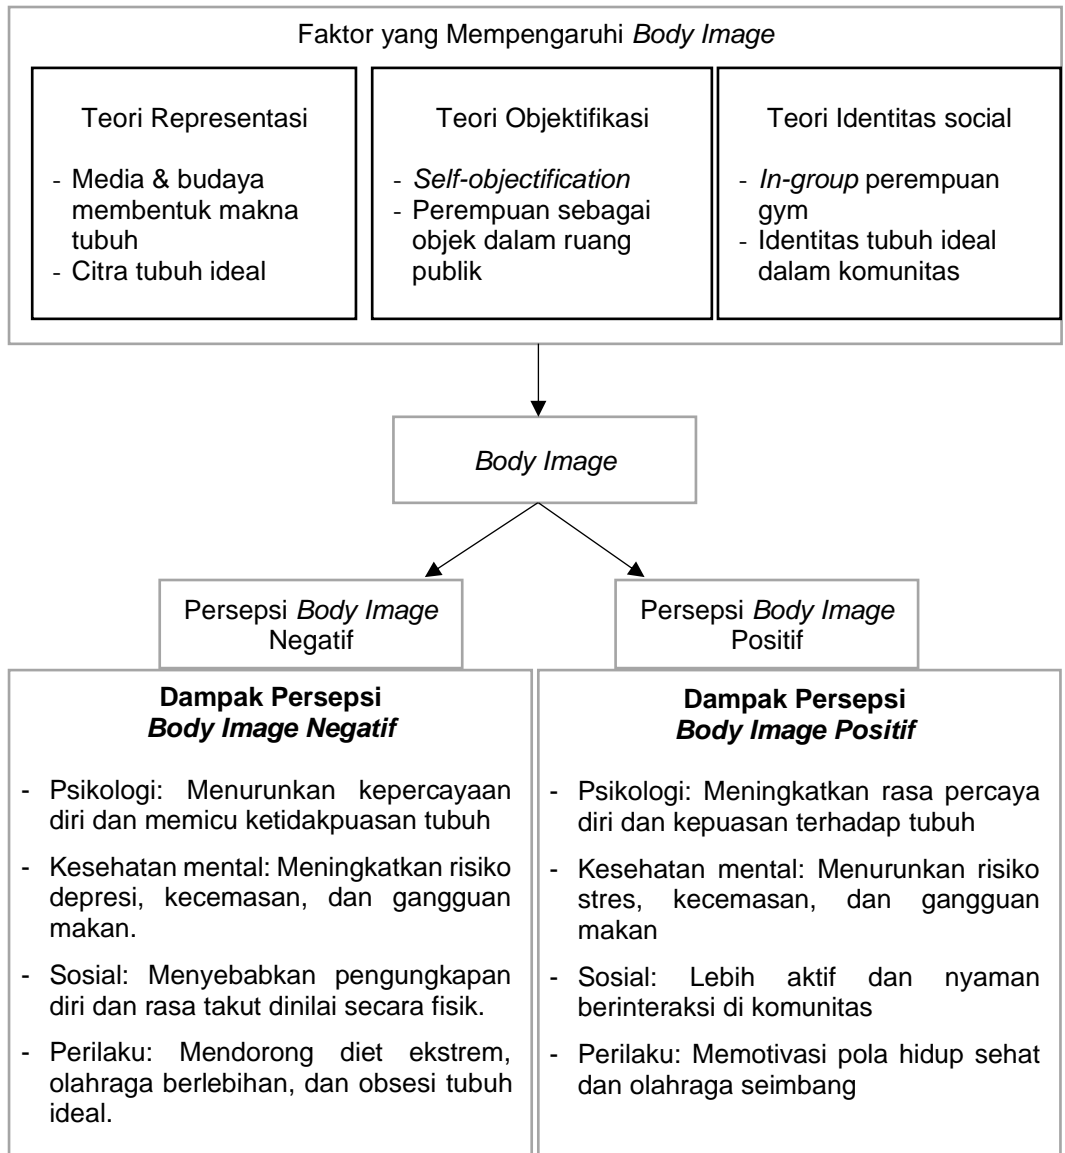 Faktor yang Mempengaruhi Body Image
Teori Representasi
- Media & budaya
membentuk makna
tubuh
- Citra tubuh ideal
Teori Objektifikasi
- Self-objectification
- Perempuan sebagai
objek dalam ruang
publik
Teori Identitas social
- In-group perempuan
gym
- Identitas tubuh ideal
dalam komunitas
Body Image
Persepsi Body Image
Negatif
Persepsi Body Image
Positif
Dampak Persepsi
Body Image Negatif
- Psikologi: Menurunkan kepercayaan
diri dan memicu ketidakpuasan tubuh
- Kesehatan mental: Meningkatkan risiko
depresi, kecemasan, dan gangguan
makan.
- Sosial: Menyebabkan pengungkapan
diri dan rasa takut dinilai secara fisik.
- Perilaku: Mendorong diet ekstrem,
olahraga berlebihan, dan obsesi tubuh
ideal.
Dampak Persepsi
Body Image Positif
- Psikologi: Meningkatkan rasa percaya
diri dan kepuasan terhadap tubuh
- Kesehatan mental: Menurunkan risiko
stres, kecemasan, dan gangguan
makan
- Sosial: Lebih aktif dan nyaman
berinteraksi di komunitas
- Perilaku: Memotivasi pola hidup sehat
dan olahraga seimbang